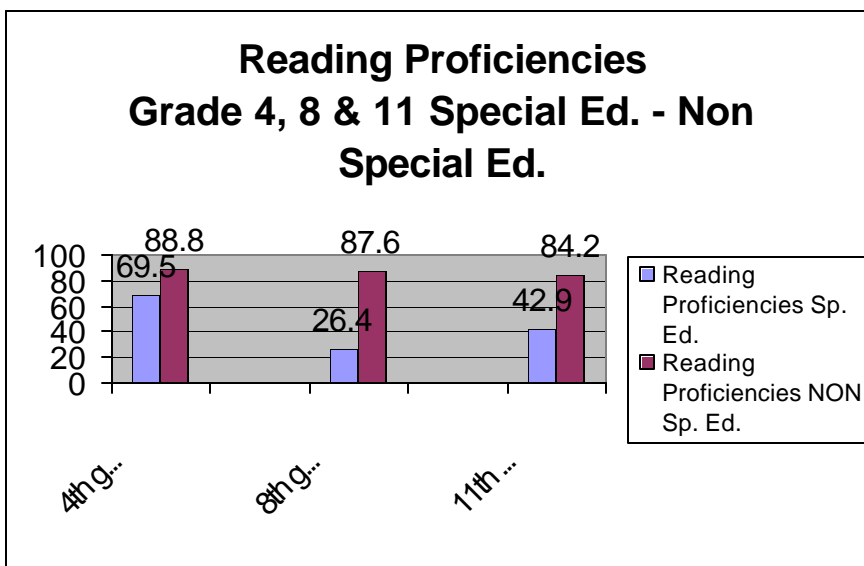 Reading Proficiencies
Grade 4, 8 & 11 Special Ed. - Non
Special Ed.
100
80
60
40
20
0
69.5
88.8
26.4
87.6
42.9
84.2
4th g...
8th g...
11th ...
Reading
Proficiencies Sp.
Ed.
Reading
Proficiencies NON
Sp. Ed.